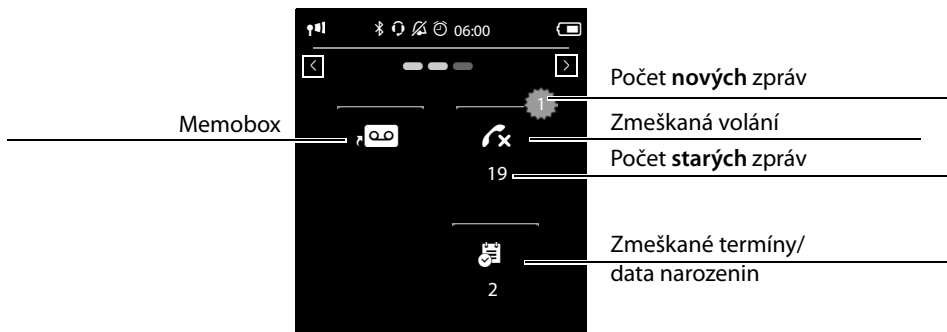 06:00
Počet nových zpráv
1
Memobox
Zmeškaná volání
Počet starých zpráv
19
Zmeškané termíny/
data narozenin
2